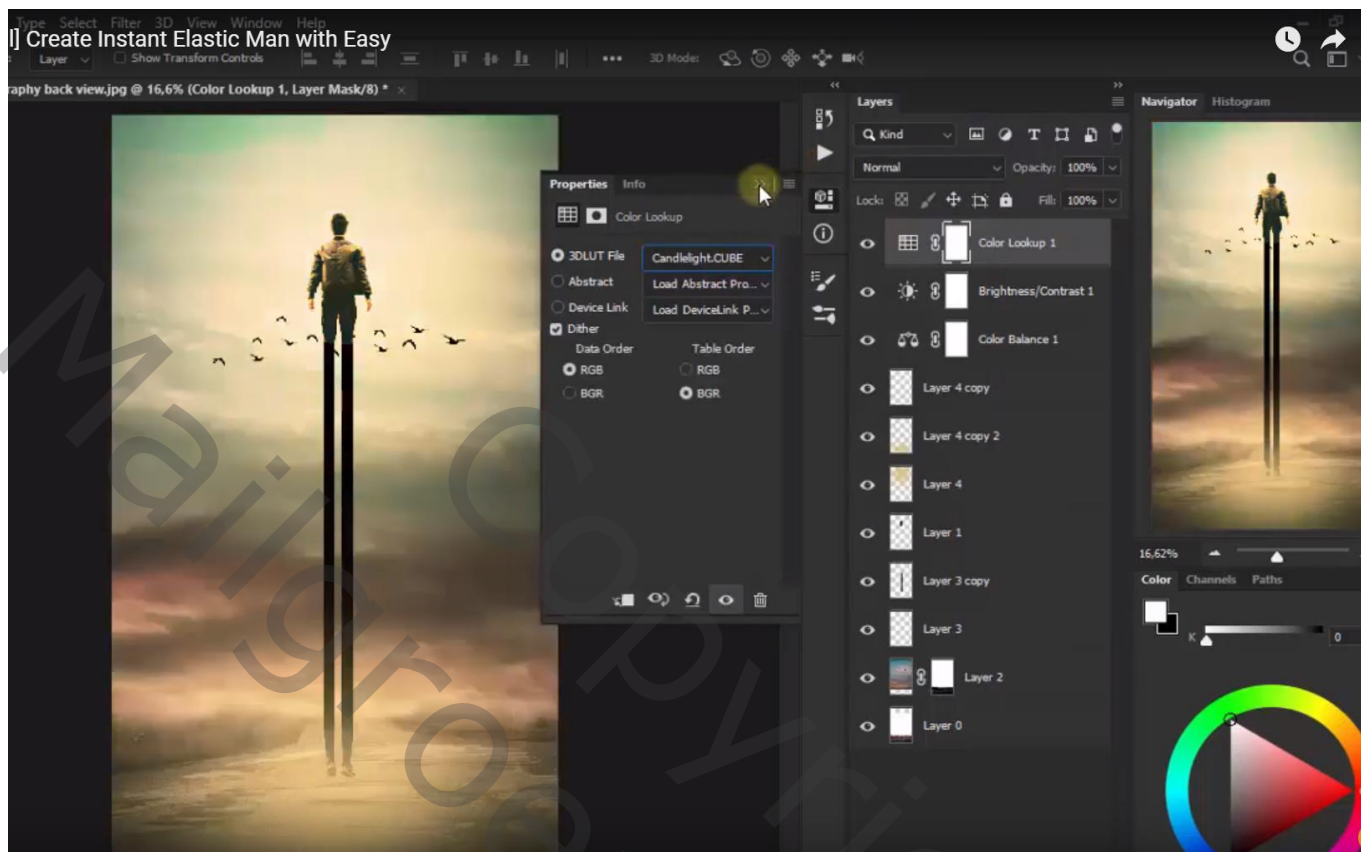 Type Select Filter 3D View Window Help
l] Create Instant Elastic Man with Easy
Layer Show Transform Controls 3D Mode:
raphy back view.jpg @ 16,6% (Color Lookup 1, Layer Mask/8) * ×
Layers
Navigator Histogram
Kind
Normal Opacity: 100%
Lock: Fill: 100%
Properties Info
Color Lookup
3DLUT File Candlelight.CUBE
Abstract Load Abstract Pro...
Device Link Load DeviceLink P...
Dither
Data Order Table Order
RGB RGB
BGR BGR
Color Lookup 1
Brightness/Contrast 1
Color Balance 1
Layer 4 copy
Layer 4 copy 2
Layer 4
Layer 1
Layer 3 copy
Layer 3
Layer 2
Layer 0
16,62%
Color Channels Paths
K 0